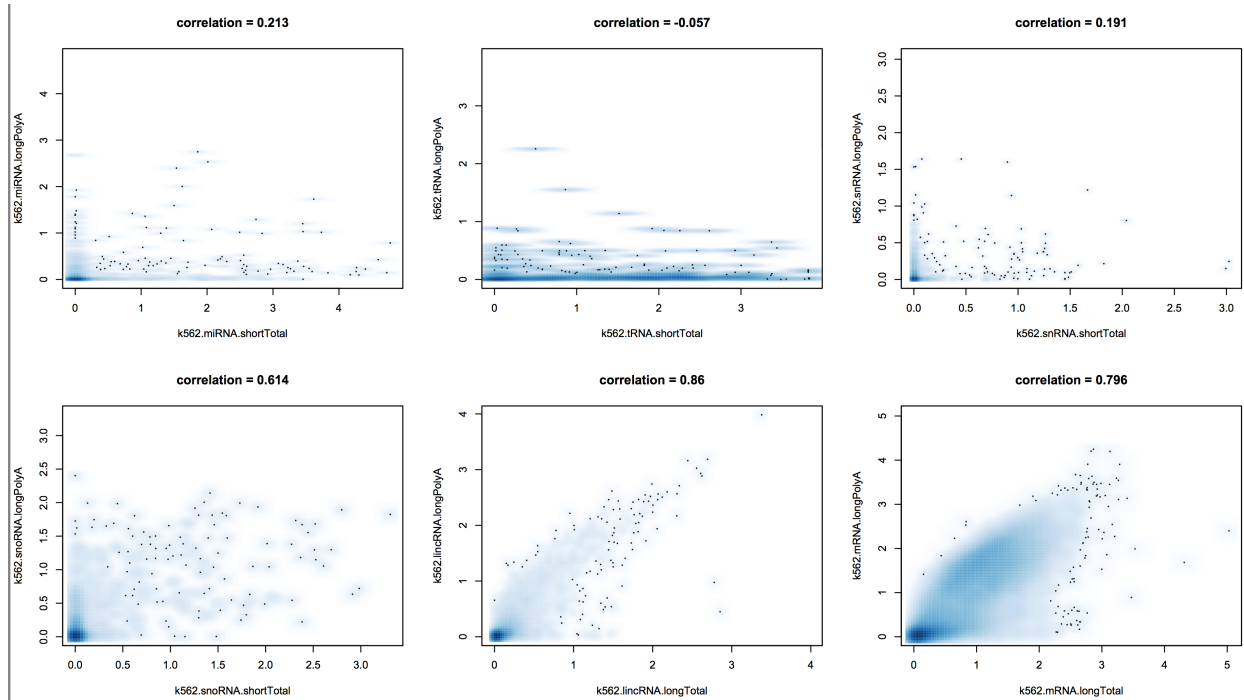 correlation = 0.213
k562.miRNA.longPolyA
4
3
2
1
0
0 1 2 3 4
k562.miRNA.shortTotal
correlation = -0.057
k562.tRNA.longPolyA
3
2
1
0
0 1 2 3
k562.tRNA.shortTotal
correlation = 0.191
k562.snRNA.longPolyA
3.0
2.5
2.0
1.5
1.0
0.5
0.0
0.0 0.5 1.0 1.5 2.0 2.5 3.0
k562.snRNA.shortTotal
correlation = 0.614
k562.snoRNA.longPolyA
3.0
2.5
2.0
1.5
1.0
0.5
0.0
0.0 0.5 1.0 1.5 2.0 2.5 3.0
k562.snoRNA.shortTotal
correlation = 0.86
k562.lincRNA.longPolyA
4
3
2
1
0
0 1 2 3 4
k562.lincRNA.longTotal
correlation = 0.796
k562.mRNA.longPolyA
5
4
3
2
1
0
0 1 2 3 4 5
k562.mRNA.longTotal